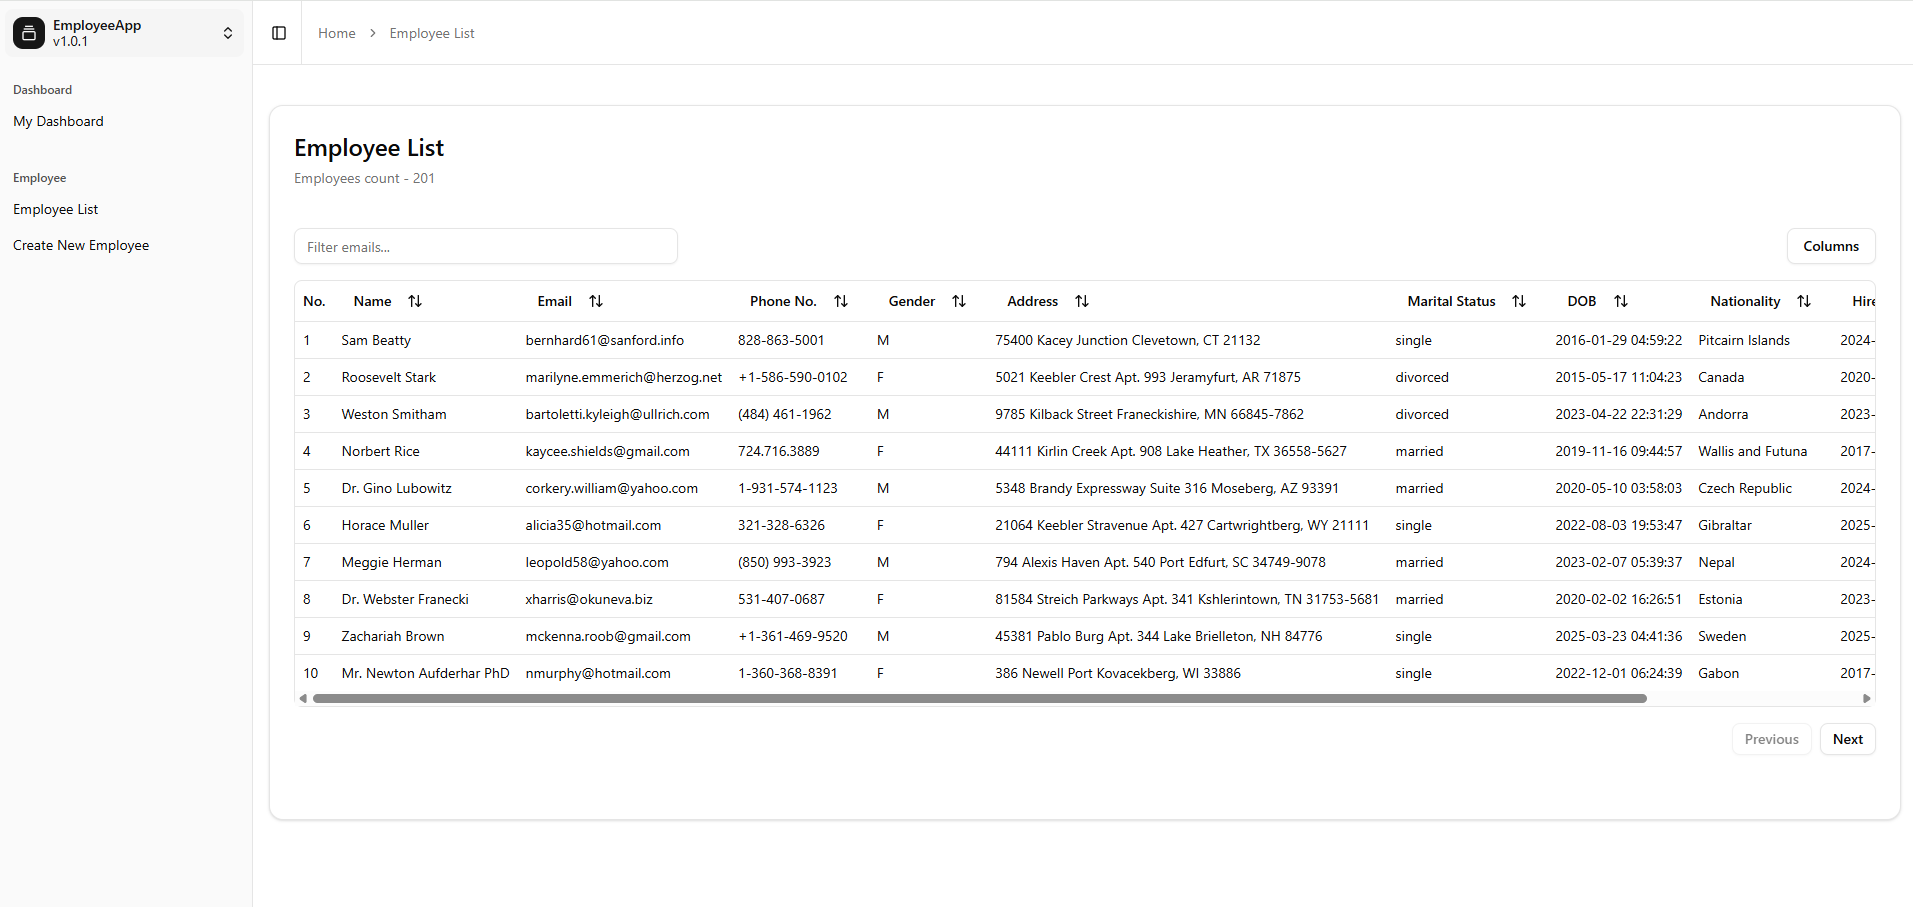 EmployeeApp
v1.0.1
Dashboard
My Dashboard
Employee
Employee List
Create New Employee
Home > Employee List
Employee List
Employees count - 201
Filter emails...
Columns
No. Name Email Phone No. Gender Address Marital Status DOB Nationality Hire
1 Sam Beatty bernhard61@sanford.info 828-863-5001 M 75400 Kacey Junction Clevetown, CT 21132 single 2016-01-29 04:59:22 Pitcairn Islands 2024-
2 Roosevelt Stark marilyne.emmerich@herzog.net +1-586-590-0102 F 5021 Keebler Crest Apt. 993 Jeramyfurt, AR 71875 divorced 2015-05-17 11:04:23 Canada 2020-
3 Weston Smitham bartoletti.kyleigh@ullrich.com (484) 461-1962 M 9785 Kilback Street Franeckishire, MN 66845-7862 divorced 2023-04-22 22:31:29 Andorra 2023-
4 Norbert Rice kaycee.shields@gmail.com 724.716.3889 F 44111 Kirlin Creek Apt. 908 Lake Heather, TX 36558-5627 married 2019-11-16 09:44:57 Wallis and Futuna 2017-
5 Dr. Gino Lubowitz corkery.william@yahoo.com 1-931-574-1123 M 5348 Brandy Expressway Suite 316 Moseberg, AZ 93391 married 2020-05-10 03:58:03 Czech Republic 2024-
6 Horace Muller alicia35@hotmail.com 321-328-6326 F 21064 Keebler Stravenue Apt. 427 Cartwrightberg, WY 21111 single 2022-08-03 19:53:47 Gibraltar 2025-
7 Meggie Herman leopold58@yahoo.com (850) 993-3923 M 794 Alexis Haven Apt. 540 Port Edfurt, SC 34749-9078 married 2023-02-07 05:39:37 Nepal 2024-
8 Dr. Webster Franecki xharris@okuneva.biz 531-407-0687 F 81584 Streich Parkways Apt. 341 Kshlerintown, TN 31753-5681 married 2020-02-02 16:26:51 Estonia 2023-
9 Zachariah Brown mckenna.roob@gmail.com +1-361-469-9520 M 45381 Pablo Burg Apt. 344 Lake Brielleton, NH 84776 single 2025-03-23 04:41:36 Sweden 2025-
10 Mr. Newton Aufderhar PhD nmurphy@hotmail.com 1-360-368-8391 F 386 Newell Port Kovacekberg, WI 33886 single 2022-12-01 06:24:39 Gabon 2017-
Previous Next